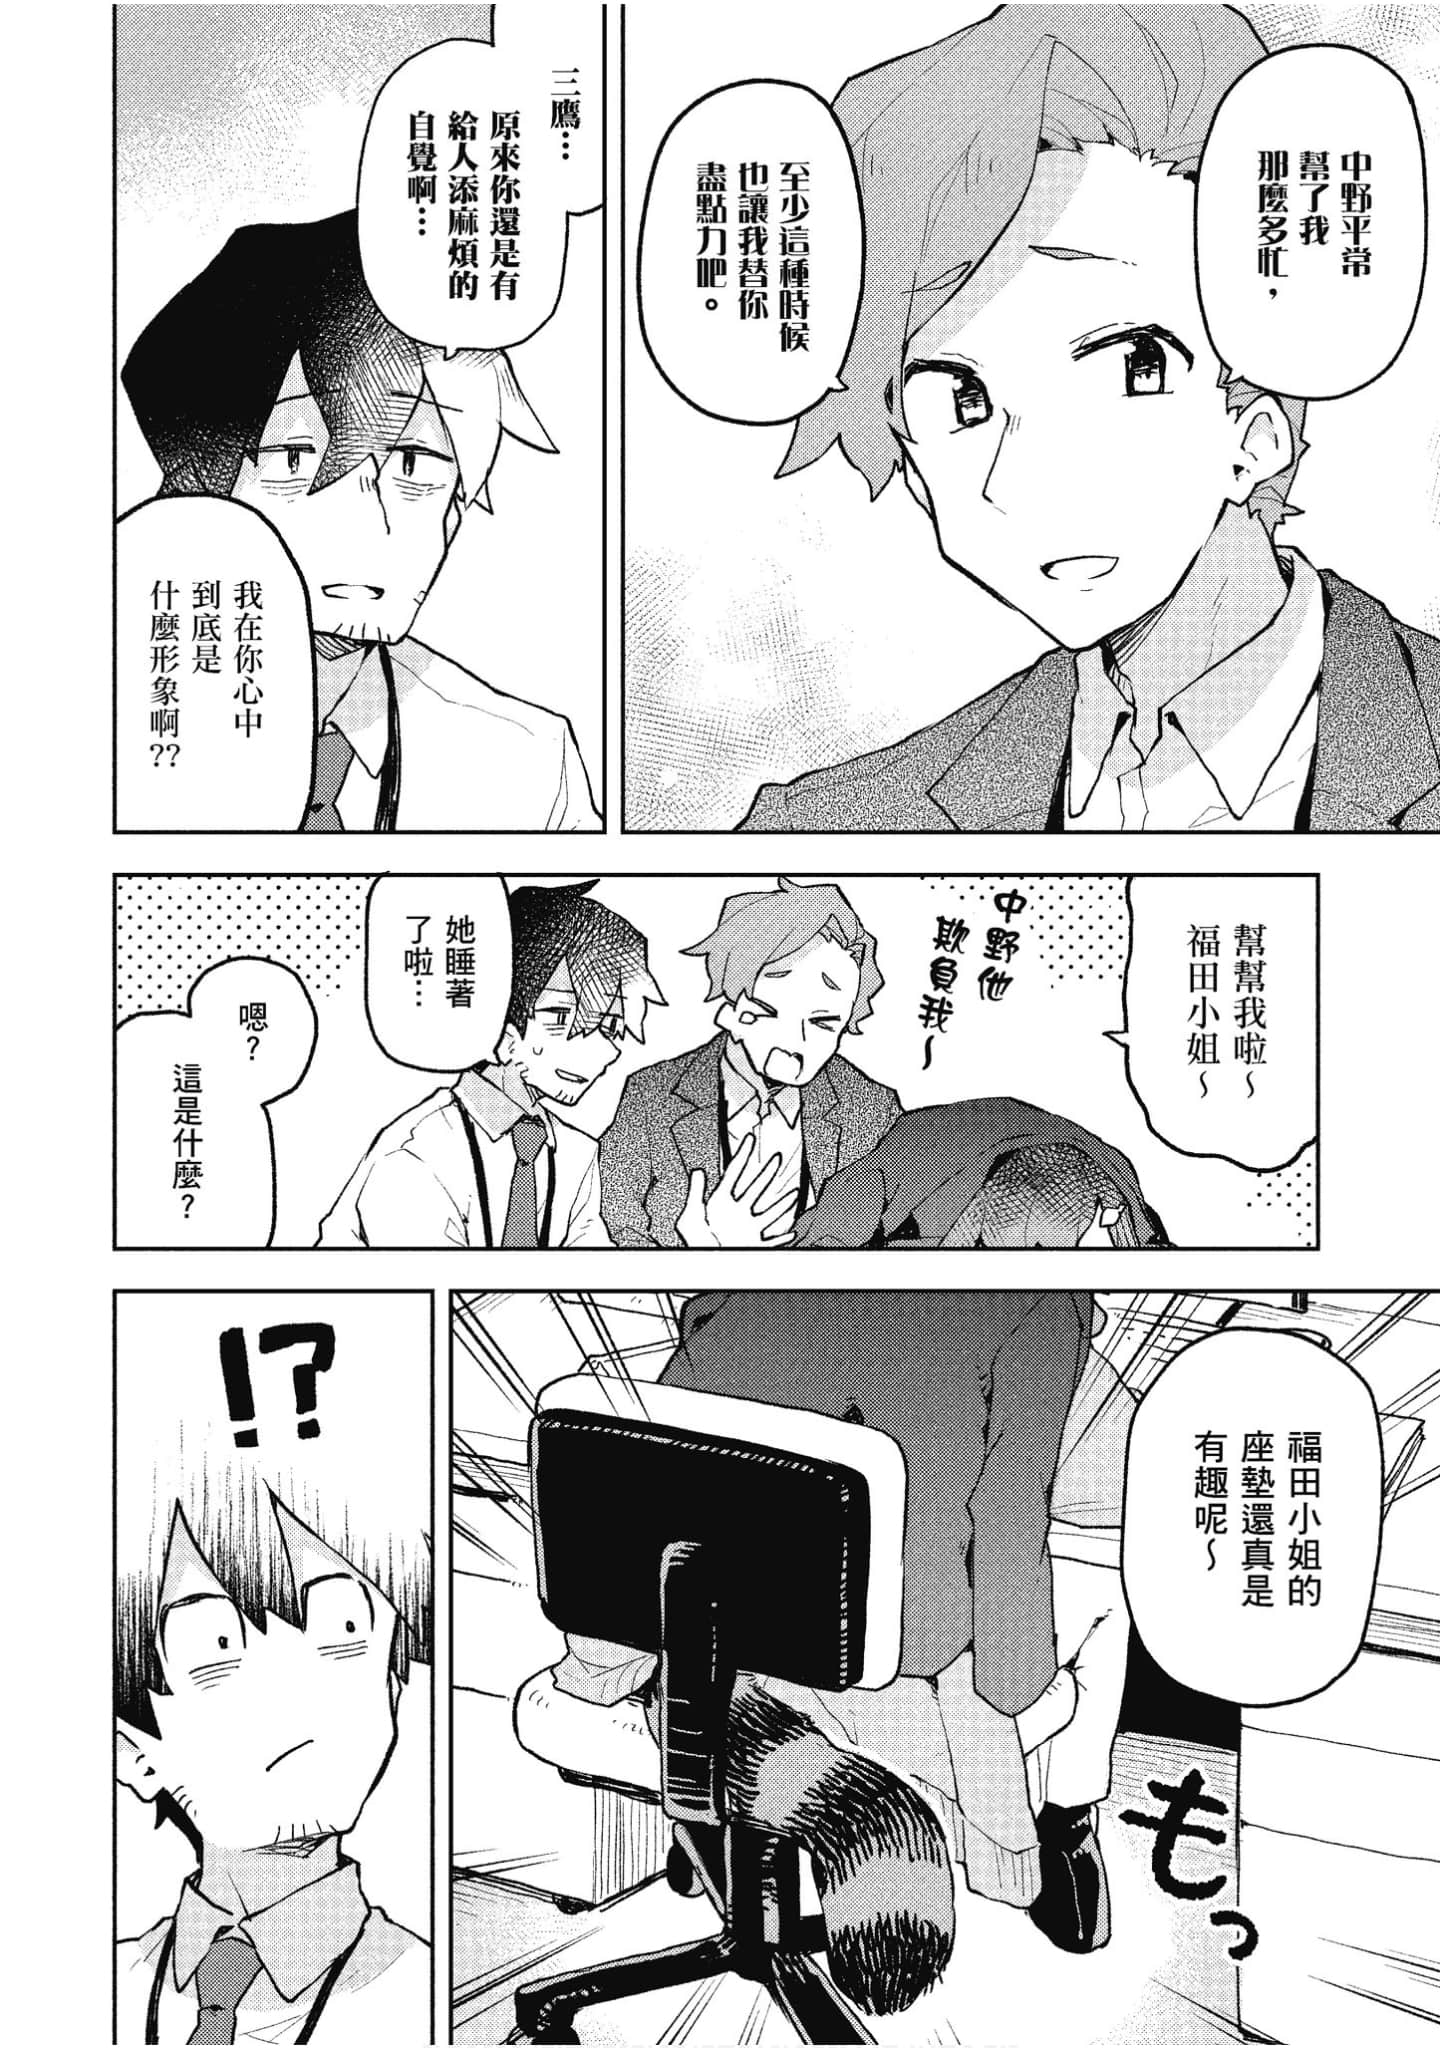 中野平常
幫了我
那麼多忙，
至少這種時候
也讓我替你
盡點力吧。
三鷹…
原來你還是有
給人添麻煩的
自覺啊…
我在你心中
到底是
什麼形象啊??
幫幫我啦～
福田小姐～
中野他
欺負我～
她睡著
了啦…
嗯？
這是什麼？
福田小姐的
座墊還真是
有趣呢～
もっ
!?